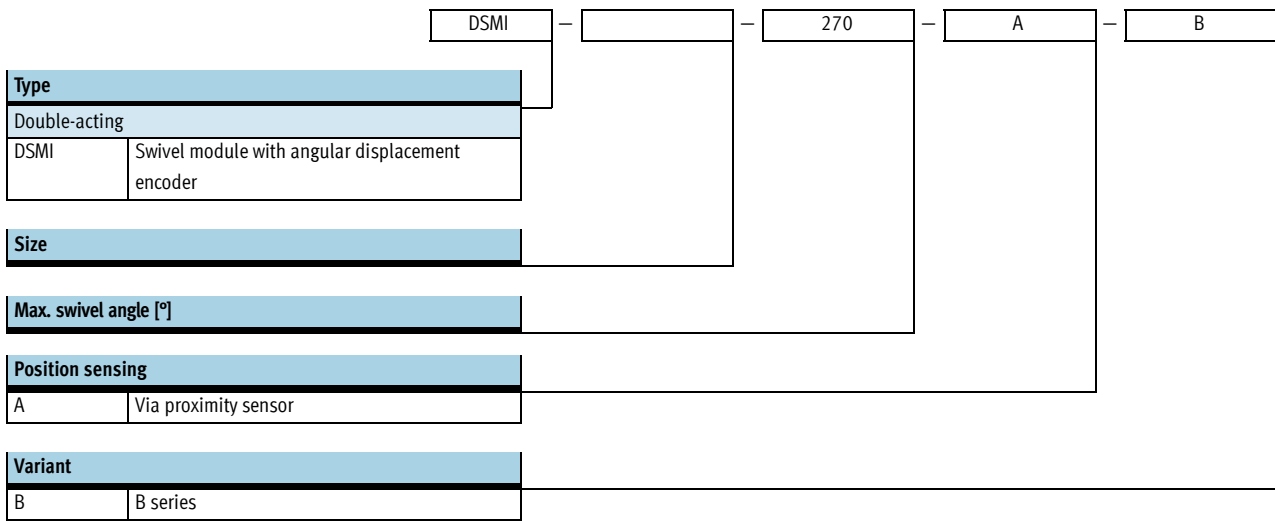 DSMI – – 270 – A – B
Type
Double-acting
DSMI Swivel module with angular displacement
encoder
Size
Max. swivel angle [°]
Position sensing
A Via proximity sensor
Variant
B B series